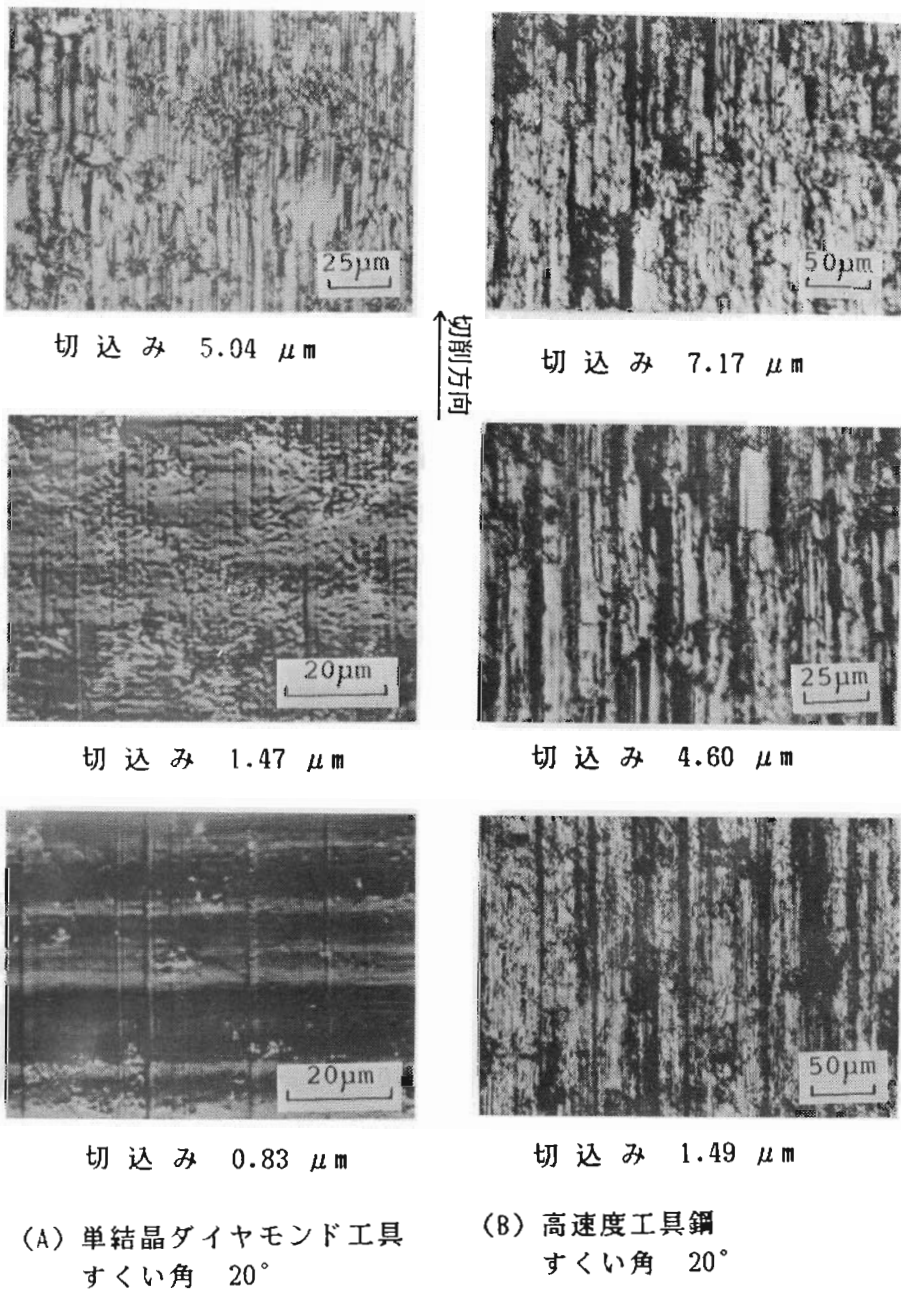 25μm
50μm
切込み 5.04 μm
切込み 7.17 μm
切削方向
20μm
25μm
切込み 1.47 μm
切込み 4.60 μm
20μm
50μm
切込み 0.83 μm
切込み 1.49 μm
(A) 単結晶ダイヤモンド工具
すくい角 20°
(B) 高速度工具鋼
すくい角 20°